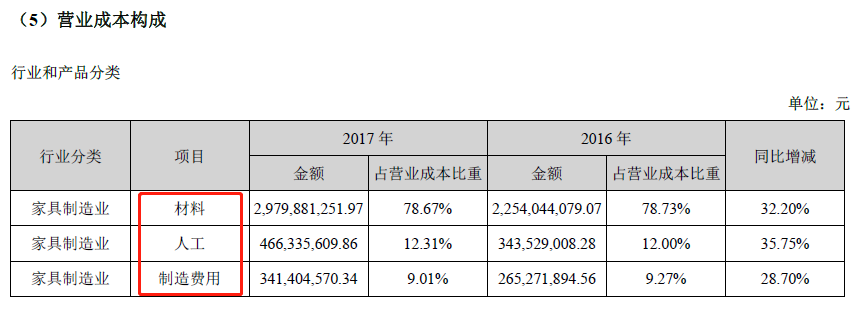 （5）营业成本构成
行业和产品分类
单位：元
行业分类 项目 2017 年 2016 年 同比增减
金额 占营业成本比重 金额 占营业成本比重
家具制造业 材料 2,979,881,251.97 78.67% 2,254,044,079.07 78.73% 32.20%
家具制造业 人工 466,335,609.86 12.31% 343,529,008.28 12.00% 35.75%
家具制造业 制造费用 341,404,570.34 9.01% 265,271,894.56 9.27% 28.70%